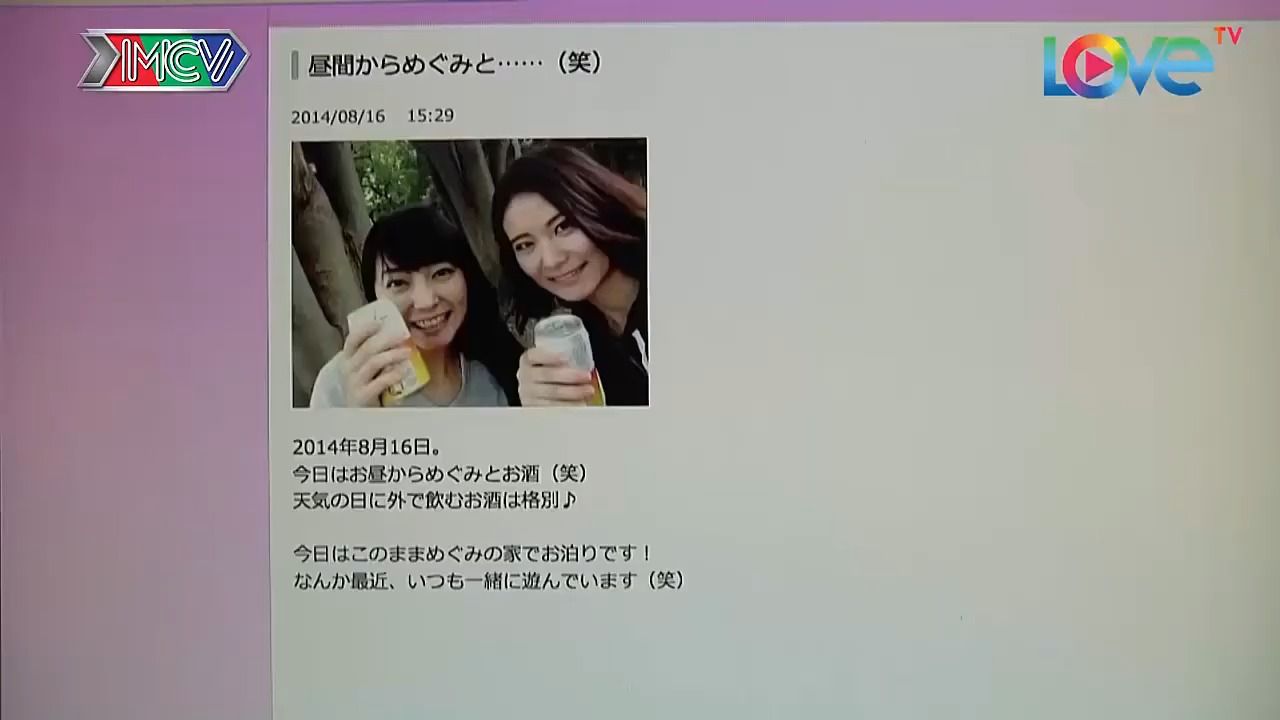 MCV
LOVE TV
昼間からめぐみと……（笑）
2014/08/16 15:29
2014年8月16日。
今日はお昼からめぐみとお酒（笑）
天気の日に外で飲むお酒は格別♪
今日はこのままめぐみの家でお泊りです！
なんか最近、いつも一緒に遊んでいます（笑）